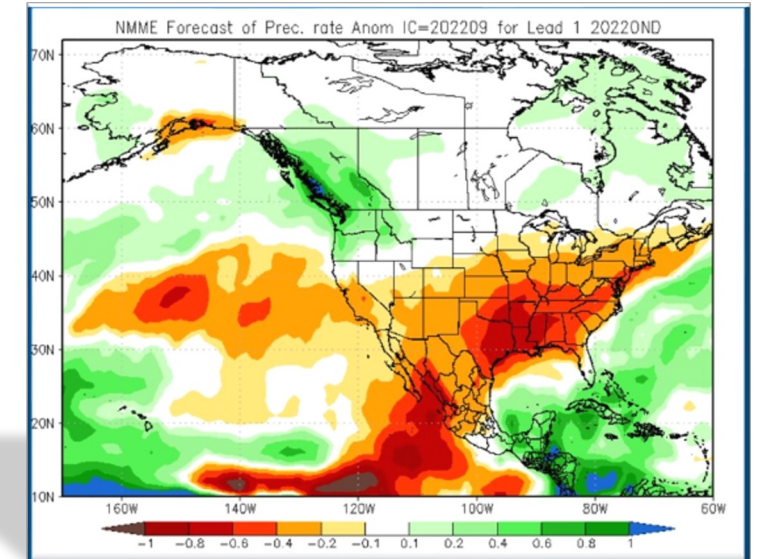 NMME Forecast of Prec. rate Anom IC=202209 for Lead 1 2022OND
70N
60N
50N
40N
30N
20N
10N
160W 140W 120W 100W 80W 60W
-1 -0.8 -0.6 -0.4 -0.2 -0.1 0.1 0.2 0.4 0.6 0.8 1